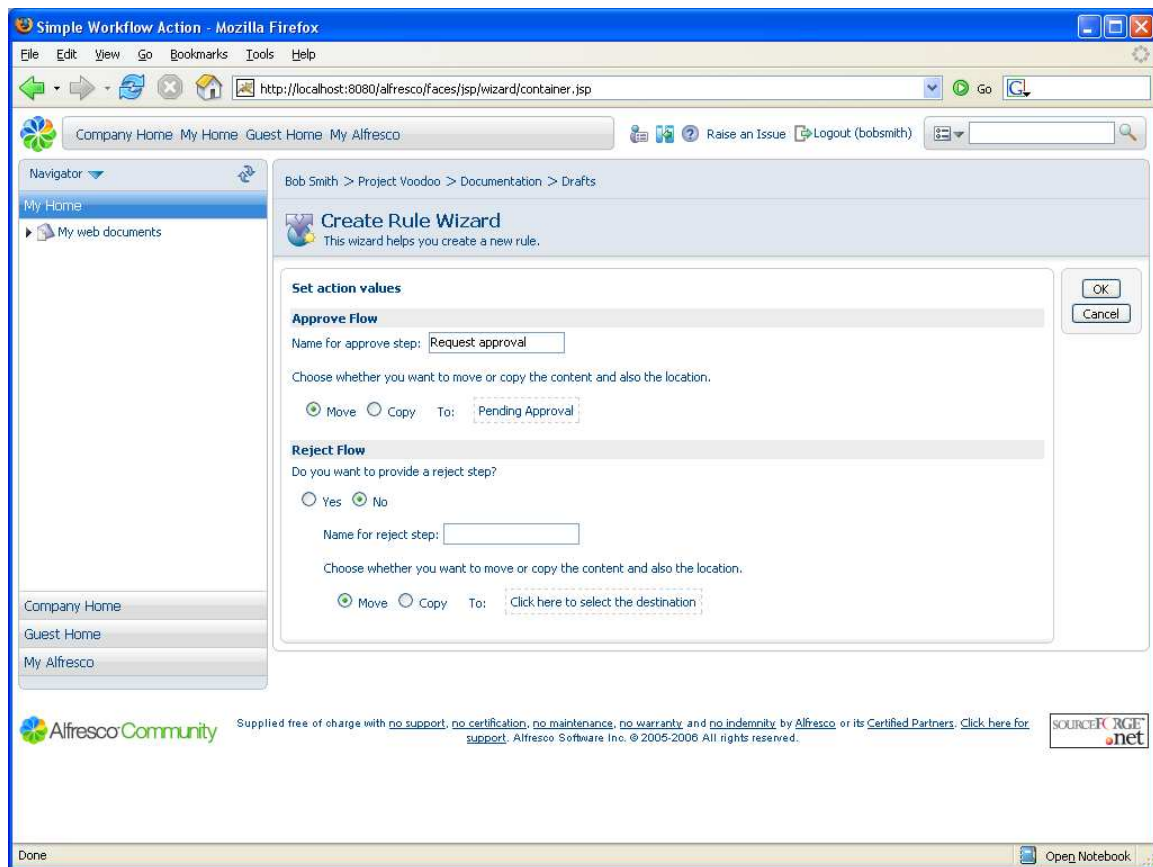 Simple Workflow Action - Mozilla Firefox
File Edit View Go Bookmarks Tools Help
http://localhost:8080/alfresco/faces/jsp/wizard/container.jsp Go G
Company Home My Home Guest Home My Alfresco Raise an Issue Logout (bobsmith)
Navigator
My Home
My web documents
Bob Smith > Project Voodoo > Documentation > Drafts
Create Rule Wizard
This wizard helps you create a new rule.
Set action values
Approve Flow
Name for approve step: Request approval
Choose whether you want to move or copy the content and also the location.
Move Copy To: Pending Approval
Reject Flow
Do you want to provide a reject step?
Yes No
Name for reject step:
Choose whether you want to move or copy the content and also the location.
Move Copy To: Click here to select the destination
OK
Cancel
Company Home
Guest Home
My Alfresco
Alfresco Community
Supplied free of charge with no support, no certification, no maintenance, no warranty and no indemnity by Alfresco or its Certified Partners. Click here for
support. Alfresco Software Inc. © 2005-2006 All rights reserved.
SOURCEFORGE
.net
Done Open Notebook